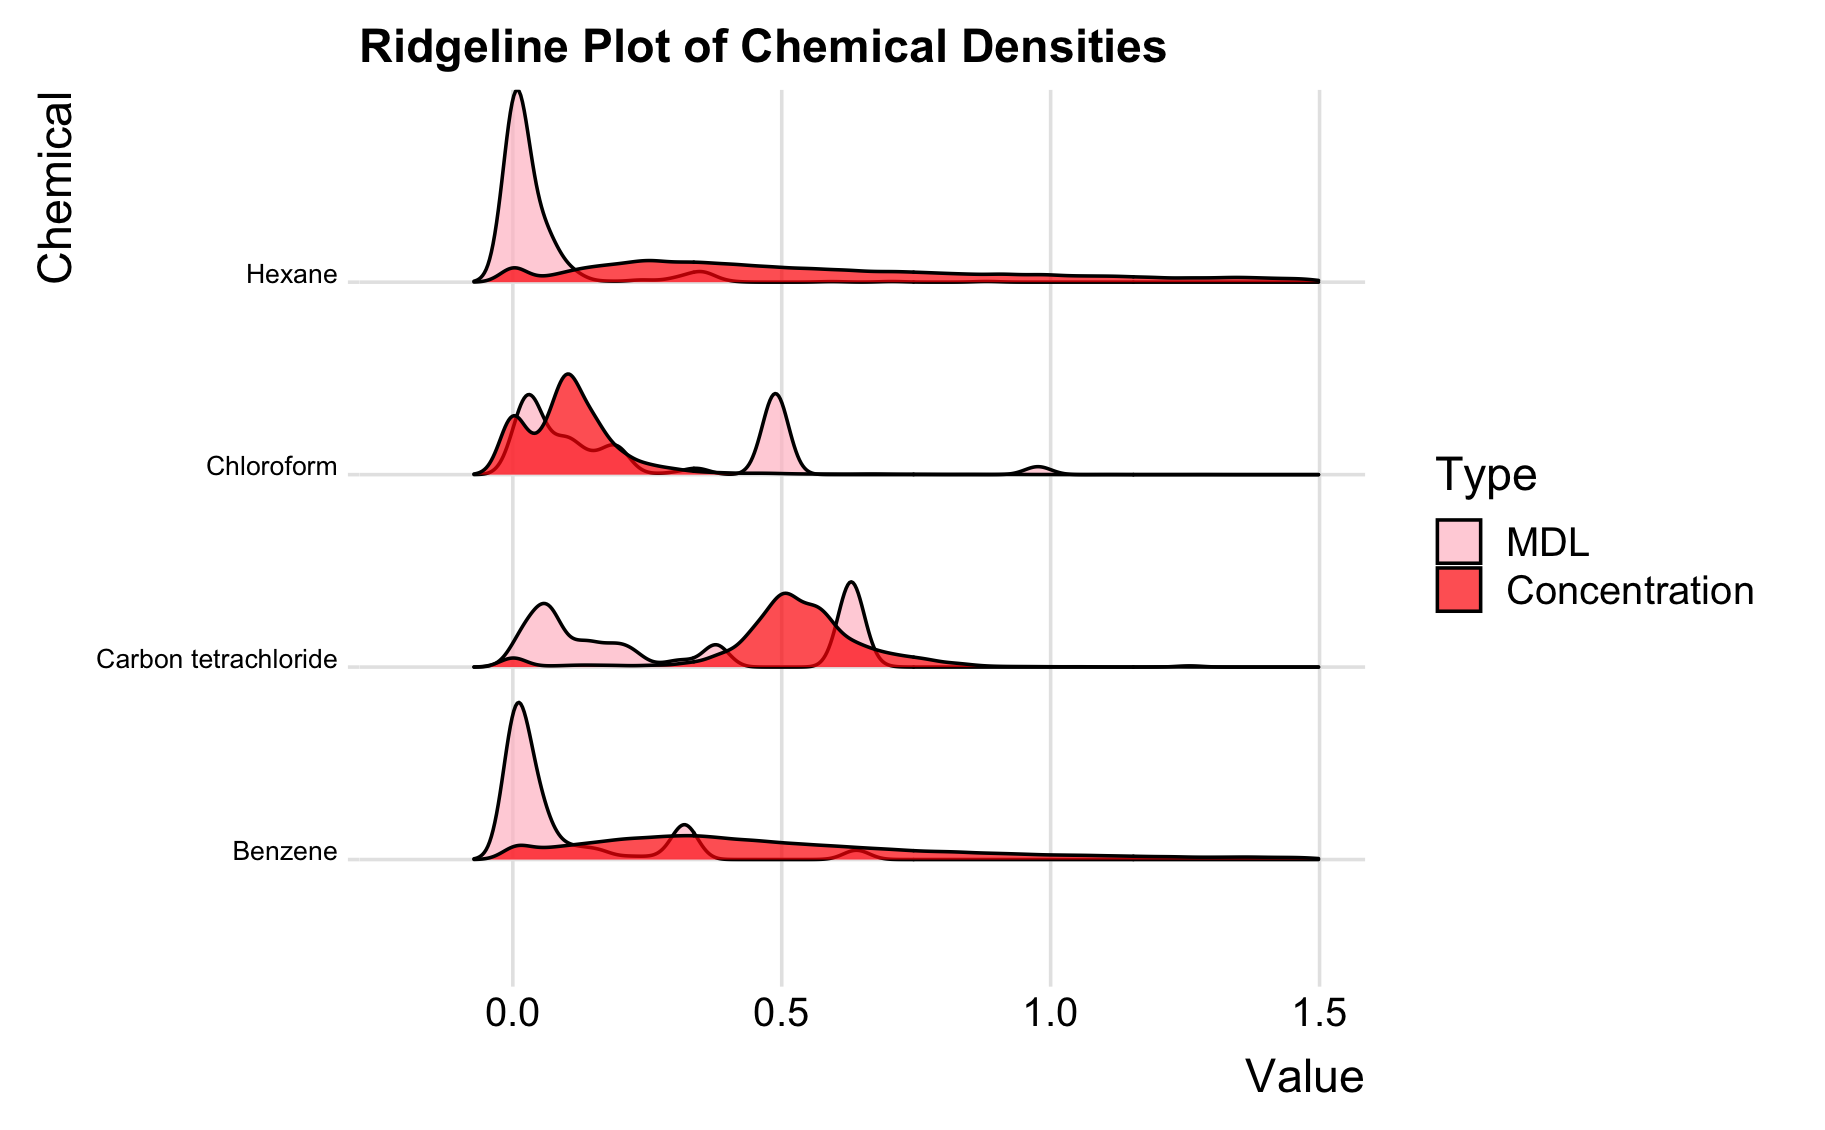 Ridgeline Plot of Chemical Densities
Chemical
Hexane
Chloroform
Carbon tetrachloride
Benzene
0.0 0.5 1.0 1.5
Value
Type
MDL
Concentration